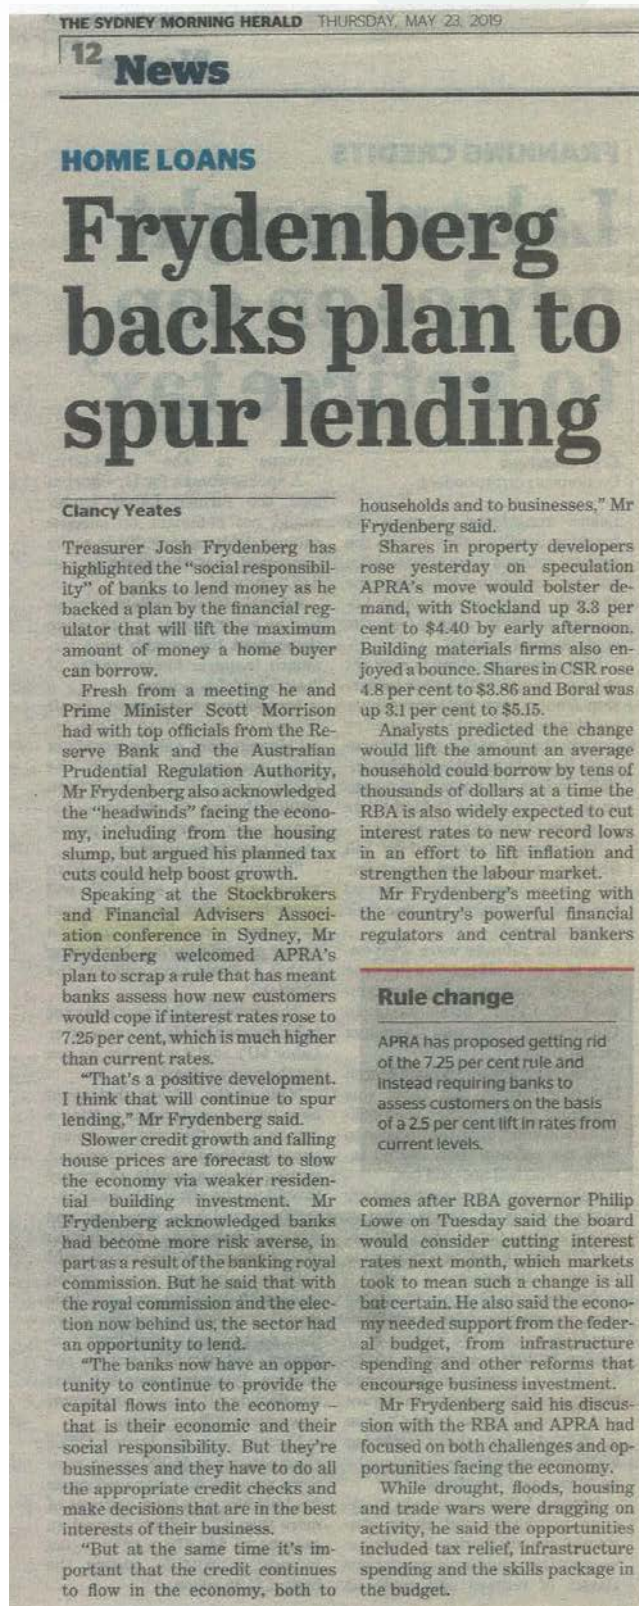 THE SYDNEY MORNING HERALD THURSDAY, MAY 23, 2019
12 News
HOME LOANS
Frydenberg
backs plan to
spur lending
Clancy Yeates
Treasurer Josh Frydenberg has
highlighted the “social responsibil-
ity” of banks to lend money as he
backed a plan by the financial reg-
ulator that will lift the maximum
amount of money a home buyer
can borrow.
Fresh from a meeting he and
Prime Minister Scott Morrison
had with top officials from the Re-
serve Bank and the Australian
Prudential Regulation Authority,
Mr Frydenberg also acknowledged
the “headwinds” facing the econo-
my, including from the housing
slump, but argued his planned tax
cuts could help boost growth.
Speaking at the Stockbrokers
and Financial Advisers Associ-
ation conference in Sydney, Mr
Frydenberg welcomed APRA's
plan to scrap a rule that has meant
banks assess how new customers
would cope if interest rates rose to
7.25 per cent, which is much higher
than current rates.
“That's a positive development.
I think that will continue to spur
lending,” Mr Frydenberg said.
Slower credit growth and falling
house prices are forecast to slow
the economy via weaker residen-
tial building investment. Mr
Frydenberg acknowledged banks
had become more risk averse, in
part as a result of the banking royal
commission. But he said that with
the royal commission and the elec-
tion now behind us, the sector had
an opportunity to lend.
“The banks now have an oppor-
tunity to continue to provide the
capital flows into the economy –
that is their economic and their
social responsibility. But they're
businesses and they have to do all
the appropriate credit checks and
make decisions that are in the best
interests of their business.
“But at the same time it's im-
portant that the credit continues
to flow in the economy, both to
households and to businesses,” Mr
Frydenberg said.
Shares in property developers
rose yesterday on speculation
APRA's move would bolster de-
mand, with Stockland up 3.3 per
cent to $4.40 by early afternoon.
Building materials firms also en-
joyed a bounce. Shares in CSR rose
4.8 per cent to $3.86 and Boral was
up 3.1 per cent to $5.15.
Analysts predicted the change
would lift the amount an average
household could borrow by tens of
thousands of dollars at a time the
RBA is also widely expected to cut
interest rates to new record lows
in an effort to lift inflation and
strengthen the labour market.
Mr Frydenberg's meeting with
the country's powerful financial
regulators and central bankers
Rule change
APRA has proposed getting rid
of the 7.25 per cent rule and
instead requiring banks to
assess customers on the basis
of a 2.5 per cent lift in rates from
current levels.
comes after RBA governor Philip
Lowe on Tuesday said the board
would consider cutting interest
rates next month, which markets
took to mean such a change is all
but certain. He also said the econo-
my needed support from the feder-
al budget, from infrastructure
spending and other reforms that
encourage business investment.
Mr Frydenberg said his discus-
sion with the RBA and APRA had
focused on both challenges and op-
portunities facing the economy.
While drought, floods, housing
and trade wars were dragging on
activity, he said the opportunities
included tax relief, infrastructure
spending and the skills package in
the budget.